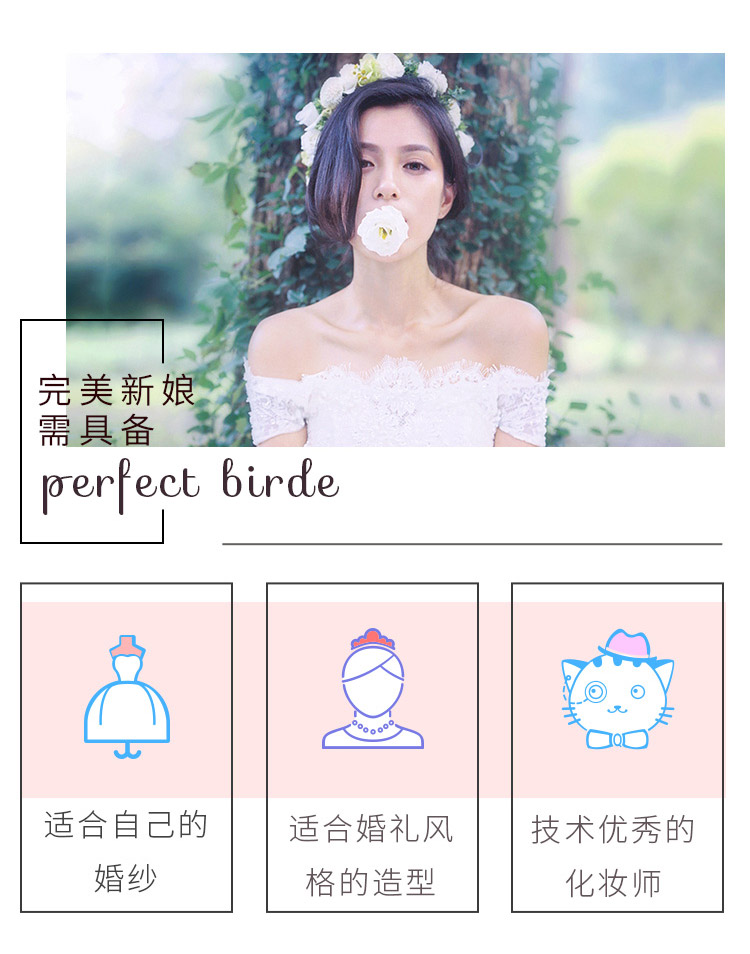 完美新娘
需具备
perfect birde
适合自己的
婚纱
适合婚礼风
格的造型
技术优秀的
化妆师